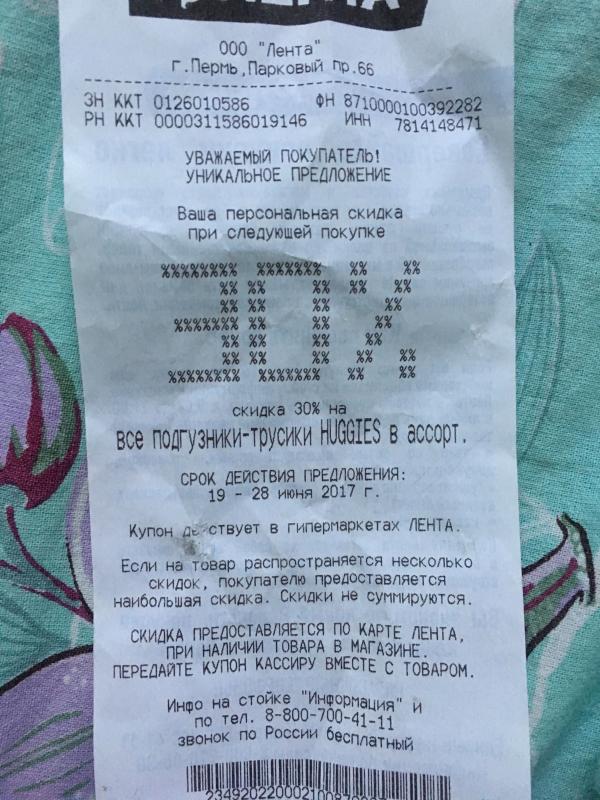 ЛЕНТА
ООО "Лента"
г.Пермь,Парковый пр.66
ЗН ККТ 0126010586 ФН 8710000100392282
РН ККТ 0000311586019146 ИНН 7814148471
УВАЖАЕМЫЙ ПОКУПАТЕЛЬ!
УНИКАЛЬНОЕ ПРЕДЛОЖЕНИЕ
Ваша персональная скидка
при следующей покупке
30%
скидка 30% на
все подгузники-трусики HUGGIES в ассорт.
СРОК ДЕЙСТВИЯ ПРЕДЛОЖЕНИЯ:
19 - 28 июня 2017 г.
Купон действует в гипермаркетах ЛЕНТА.
Если на товар распространяется несколько
скидок, покупателю предоставляется
наибольшая скидка. Скидки не суммируются.
СКИДКА ПРЕДОСТАВЛЯЕТСЯ ПО КАРТЕ ЛЕНТА,
ПРИ НАЛИЧИИ ТОВАРА В МАГАЗИНЕ.
ПЕРЕДАЙТЕ КУПОН КАССИРУ ВМЕСТЕ С ТОВАРОМ.
Инфо на стойке "Информация" и
по тел. 8-800-700-41-11
звонок по России бесплатный